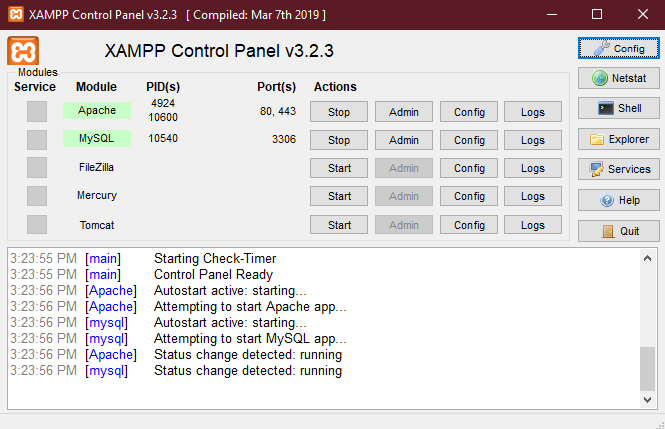 XAMPP Control Panel v3.2.3 [ Compiled: Mar 7th 2019 ]
XAMPP Control Panel v3.2.3
Config
Modules
Service Module PID(s) Port(s) Actions
Netstat
Apache 4924 10600 80, 443 Stop Admin Config Logs
Shell
MySQL 10540 3306 Stop Admin Config Logs
Explorer
FileZilla Start Admin Config Logs
Services
Mercury Start Admin Config Logs
Help
Tomcat Start Admin Config Logs
Quit
3:23:55 PM [main] Starting Check-Timer
3:23:55 PM [main] Control Panel Ready
3:23:56 PM [Apache] Autostart active: starting...
3:23:56 PM [Apache] Attempting to start Apache app...
3:23:56 PM [mysql] Autostart active: starting...
3:23:56 PM [mysql] Attempting to start MySQL app...
3:23:56 PM [Apache] Status change detected: running
3:23:56 PM [mysql] Status change detected: running